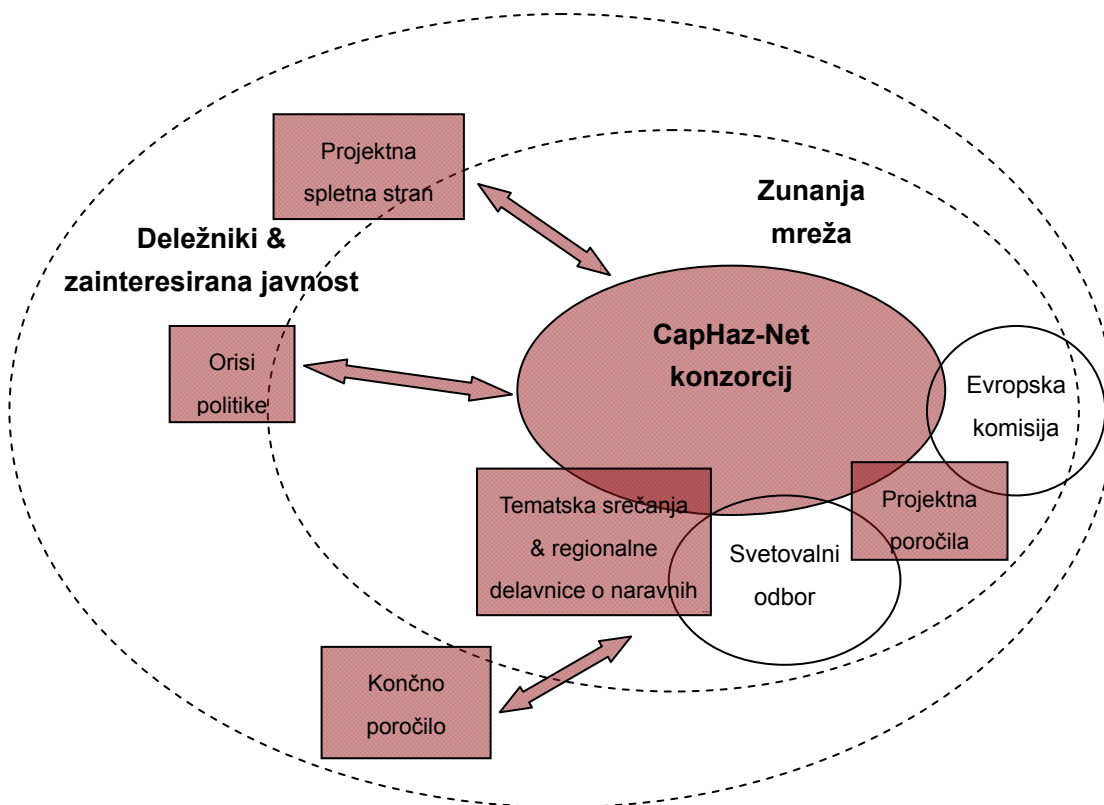 Projektna
spletna stran
Zunanja
mreža
Deležniki &
zainteresirana javnost
CapHaz-Net
konzorcij
Orisi
politike
Evropska
komisija
Tematska srečanja
& regionalne
delavnice o naravnih
Projektna
poročila
Svetovalni
odbor
Končno
poročilo